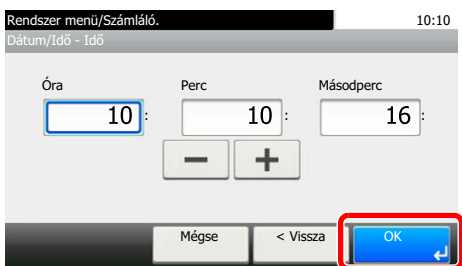 Rendszer menü/Számláló. 10:10
Dátum/Idő - Idő
Óra Perc Másodperc
10 : 10 : 16 :
Mégse < Vissza OK